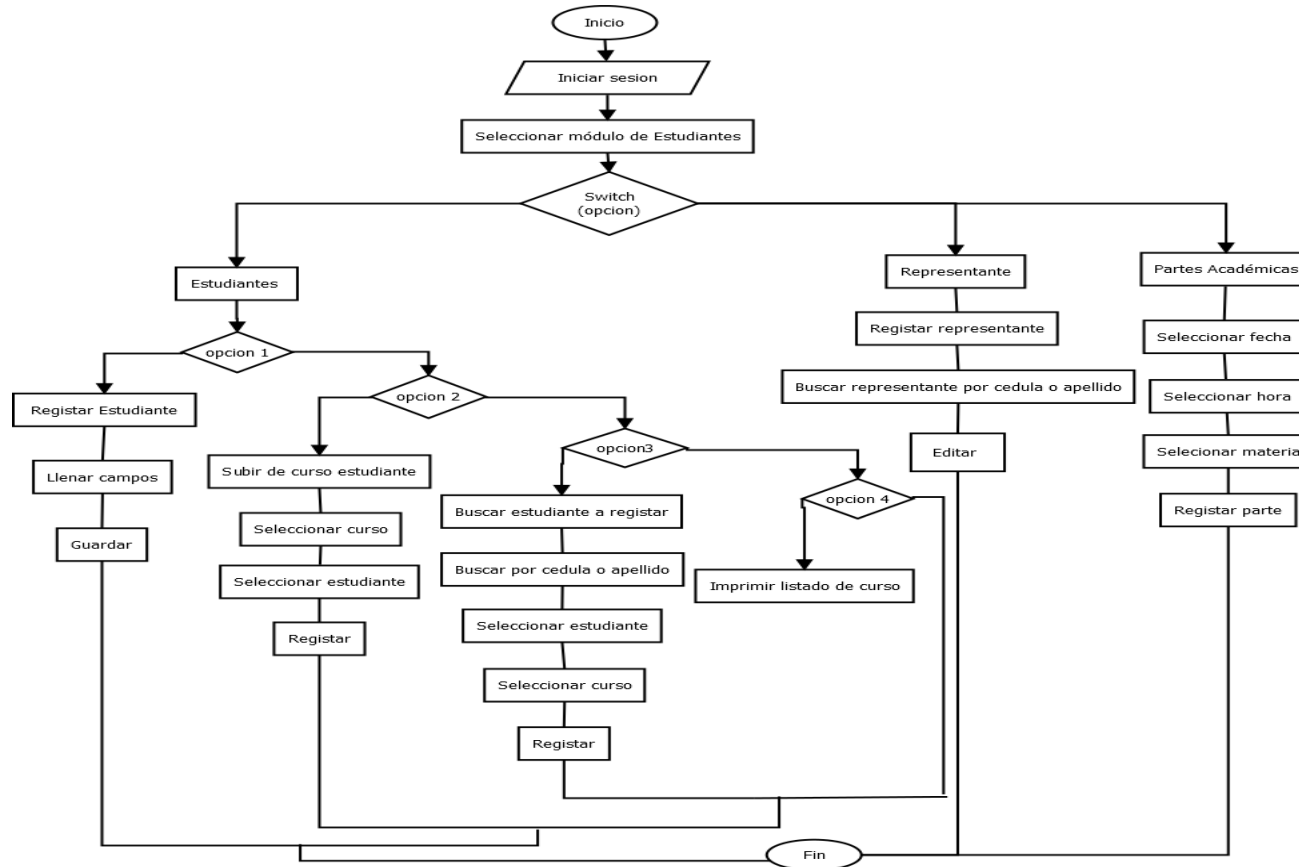 Inicio
Iniciar sesion
Seleccionar módulo de Estudiantes
Switch
(opcion)
Estudiantes
opcion 1
Registar Estudiante
Llenar campos
Guardar
opcion 2
Subir de curso estudiante
Seleccionar curso
Seleccionar estudiante
Registar
opcion3
Buscar estudiante a registar
Buscar por cedula o apellido
Seleccionar estudiante
Seleccionar curso
Registar
opcion 4
Imprimir listado de curso
Representante
Registar representante
Buscar representante por cedula o apellido
Editar
Partes Académicas
Seleccionar fecha
Seleccionar hora
Selecionar materia
Registar parte
Fin